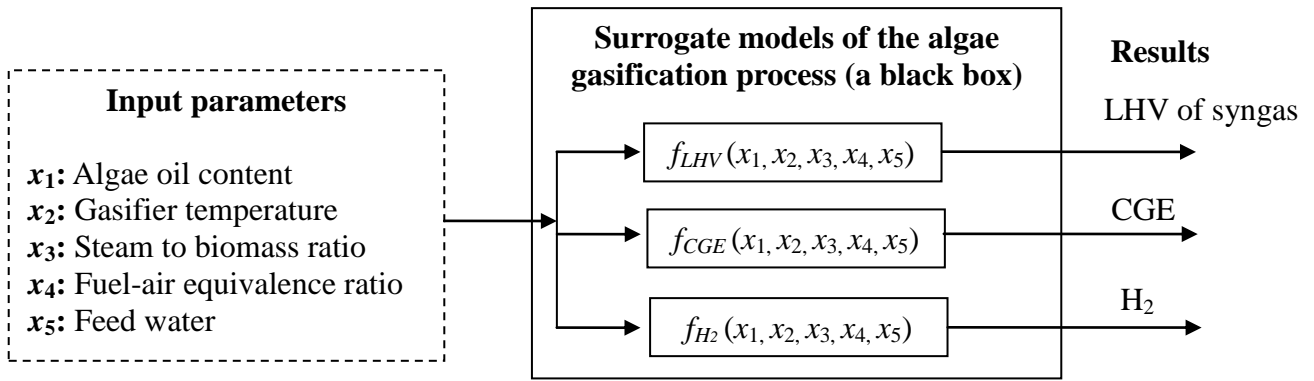 Input parameters
x1: Algae oil content
x2: Gasifier temperature
x3: Steam to biomass ratio
x4: Fuel-air equivalence ratio
x5: Feed water
Surrogate models of the algae
gasification process (a black box)
fLHV (x1, x2, x3, x4, x5)
fCGE (x1, x2, x3, x4, x5)
fH2 (x1, x2, x3, x4, x5)
Results
LHV of syngas
CGE
H2